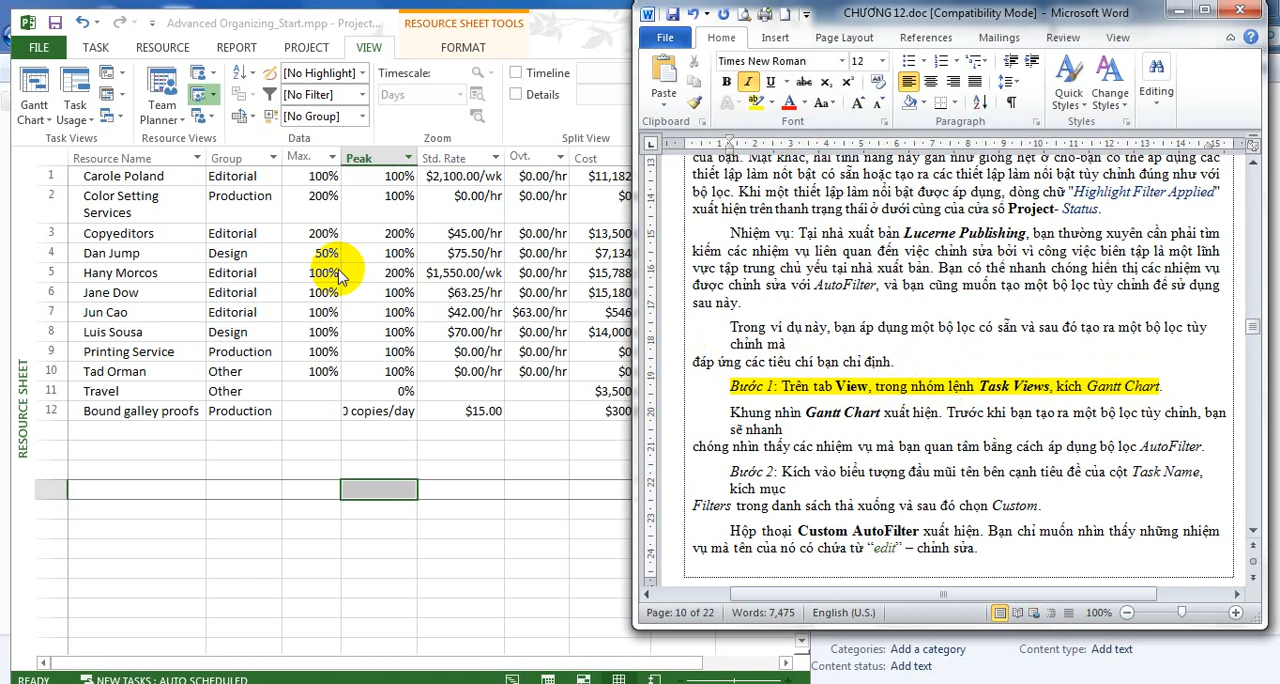 Advanced Organizing_Start.mpp - Project...
RESOURCE SHEET TOOLS
FILE TASK RESOURCE REPORT PROJECT VIEW FORMAT
[No Highlight] Timescale: Timeline
Gantt Chart Task Usage Team Planner [No Filter] Days Details
[No Group]
Task Views Resource Views Data Zoom Split View
Resource Name Group Max. Peak Std. Rate Ovt. Cost
1 Carole Poland Editorial 100% 100% $2,100.00/wk $0.00/hr $11,182
2 Color Setting Services Production 200% 100% $0.00/hr $0.00/hr $0
3 Copyeditors Editorial 200% 200% $45.00/hr $0.00/hr $13,500
4 Dan Jump Design 50% 100% $75.50/hr $0.00/hr $7,134
5 Hany Morcos Editorial 100% 200% $1,550.00/wk $0.00/hr $15,788
6 Jane Dow Editorial 100% 100% $63.25/hr $0.00/hr $15,180
7 Jun Cao Editorial 100% 100% $42.00/hr $63.00/hr $546
8 Luis Sousa Design 100% 100% $70.00/hr $0.00/hr $14,000
9 Printing Service Production 100% 100% $0.00/hr $0.00/hr $0
10 Tad Orman Other 100% 100% $0.00/hr $0.00/hr $0
11 Travel Other 0% $3,500
12 Bound galley proofs Production 0 copies/day $15.00 $300
RESOURCE SHEET
READY NEW TASKS : AUTO SCHEDULED
CHƯƠNG 12.doc [Compatibility Mode] - Microsoft Word
File Home Insert Page Layout References Mailings Review View
Times New Roman 12
Paste Quick Styles Change Styles Editing
Clipboard Font Paragraph Styles
của bạn. Mặt khác, hai tính năng này gần như giống hệt ở chỗ-bạn có thể áp dụng các
thiết lập làm nốt bật có sẵn hoặc tạo ra các thiết lập làm nổi bật tùy chỉnh đúng như với
bộ lọc. Khi một thiết lập làm nổi bật được áp dụng, dòng chữ "Highlight Filter Applied"
xuất hiện trên thanh trạng thái ở dưới cùng của cửa sổ Project- Status.
Nhiệm vụ: Tại nhà xuất bản Lucerne Publishing, bạn thường xuyên cần phải tìm
kiếm các nhiệm vụ liên quan đến việc chỉnh sửa bởi vì công việc biên tập là một lĩnh
vực tập trung chủ yếu tại nhà xuất bản. Bạn có thể nhanh chóng hiển thị các nhiệm vụ
được chỉnh sửa với AutoFilter, và bạn cũng muốn tạo một bộ lọc tùy chỉnh để sử dụng
sau này.
Trong ví dụ này, bạn áp dụng một bộ lọc có sẵn và sau đó tạo ra một bộ lọc tùy
chỉnh mà
đáp ứng các tiêu chí bạn chỉ định.
Bước 1: Trên tab View, trong nhóm lệnh Task Views, kích Gantt Chart.
Khung nhìn Gantt Chart xuất hiện. Trước khi bạn tạo ra một bộ lọc tùy chỉnh, bạn
sẽ nhanh
chóng nhìn thấy các nhiệm vụ mà bạn quan tâm bằng cách áp dụng bộ lọc AutoFilter.
Bước 2: Kích vào biểu tượng đầu mũi tên bên cạnh tiêu đề của cột Task Name,
kích mục
Filters trong danh sách thả xuống và sau đó chọn Custom.
Hộp thoại Custom AutoFilter xuất hiện. Bạn chỉ muốn nhìn thấy những nhiệm
vụ mà tên của nó có chứa từ “edit” – chỉnh sửa.
Page: 10 of 22 Words: 7,475 English (U.S.) 100%
Categories: Add a category Content type: Add text
Content status: Add text